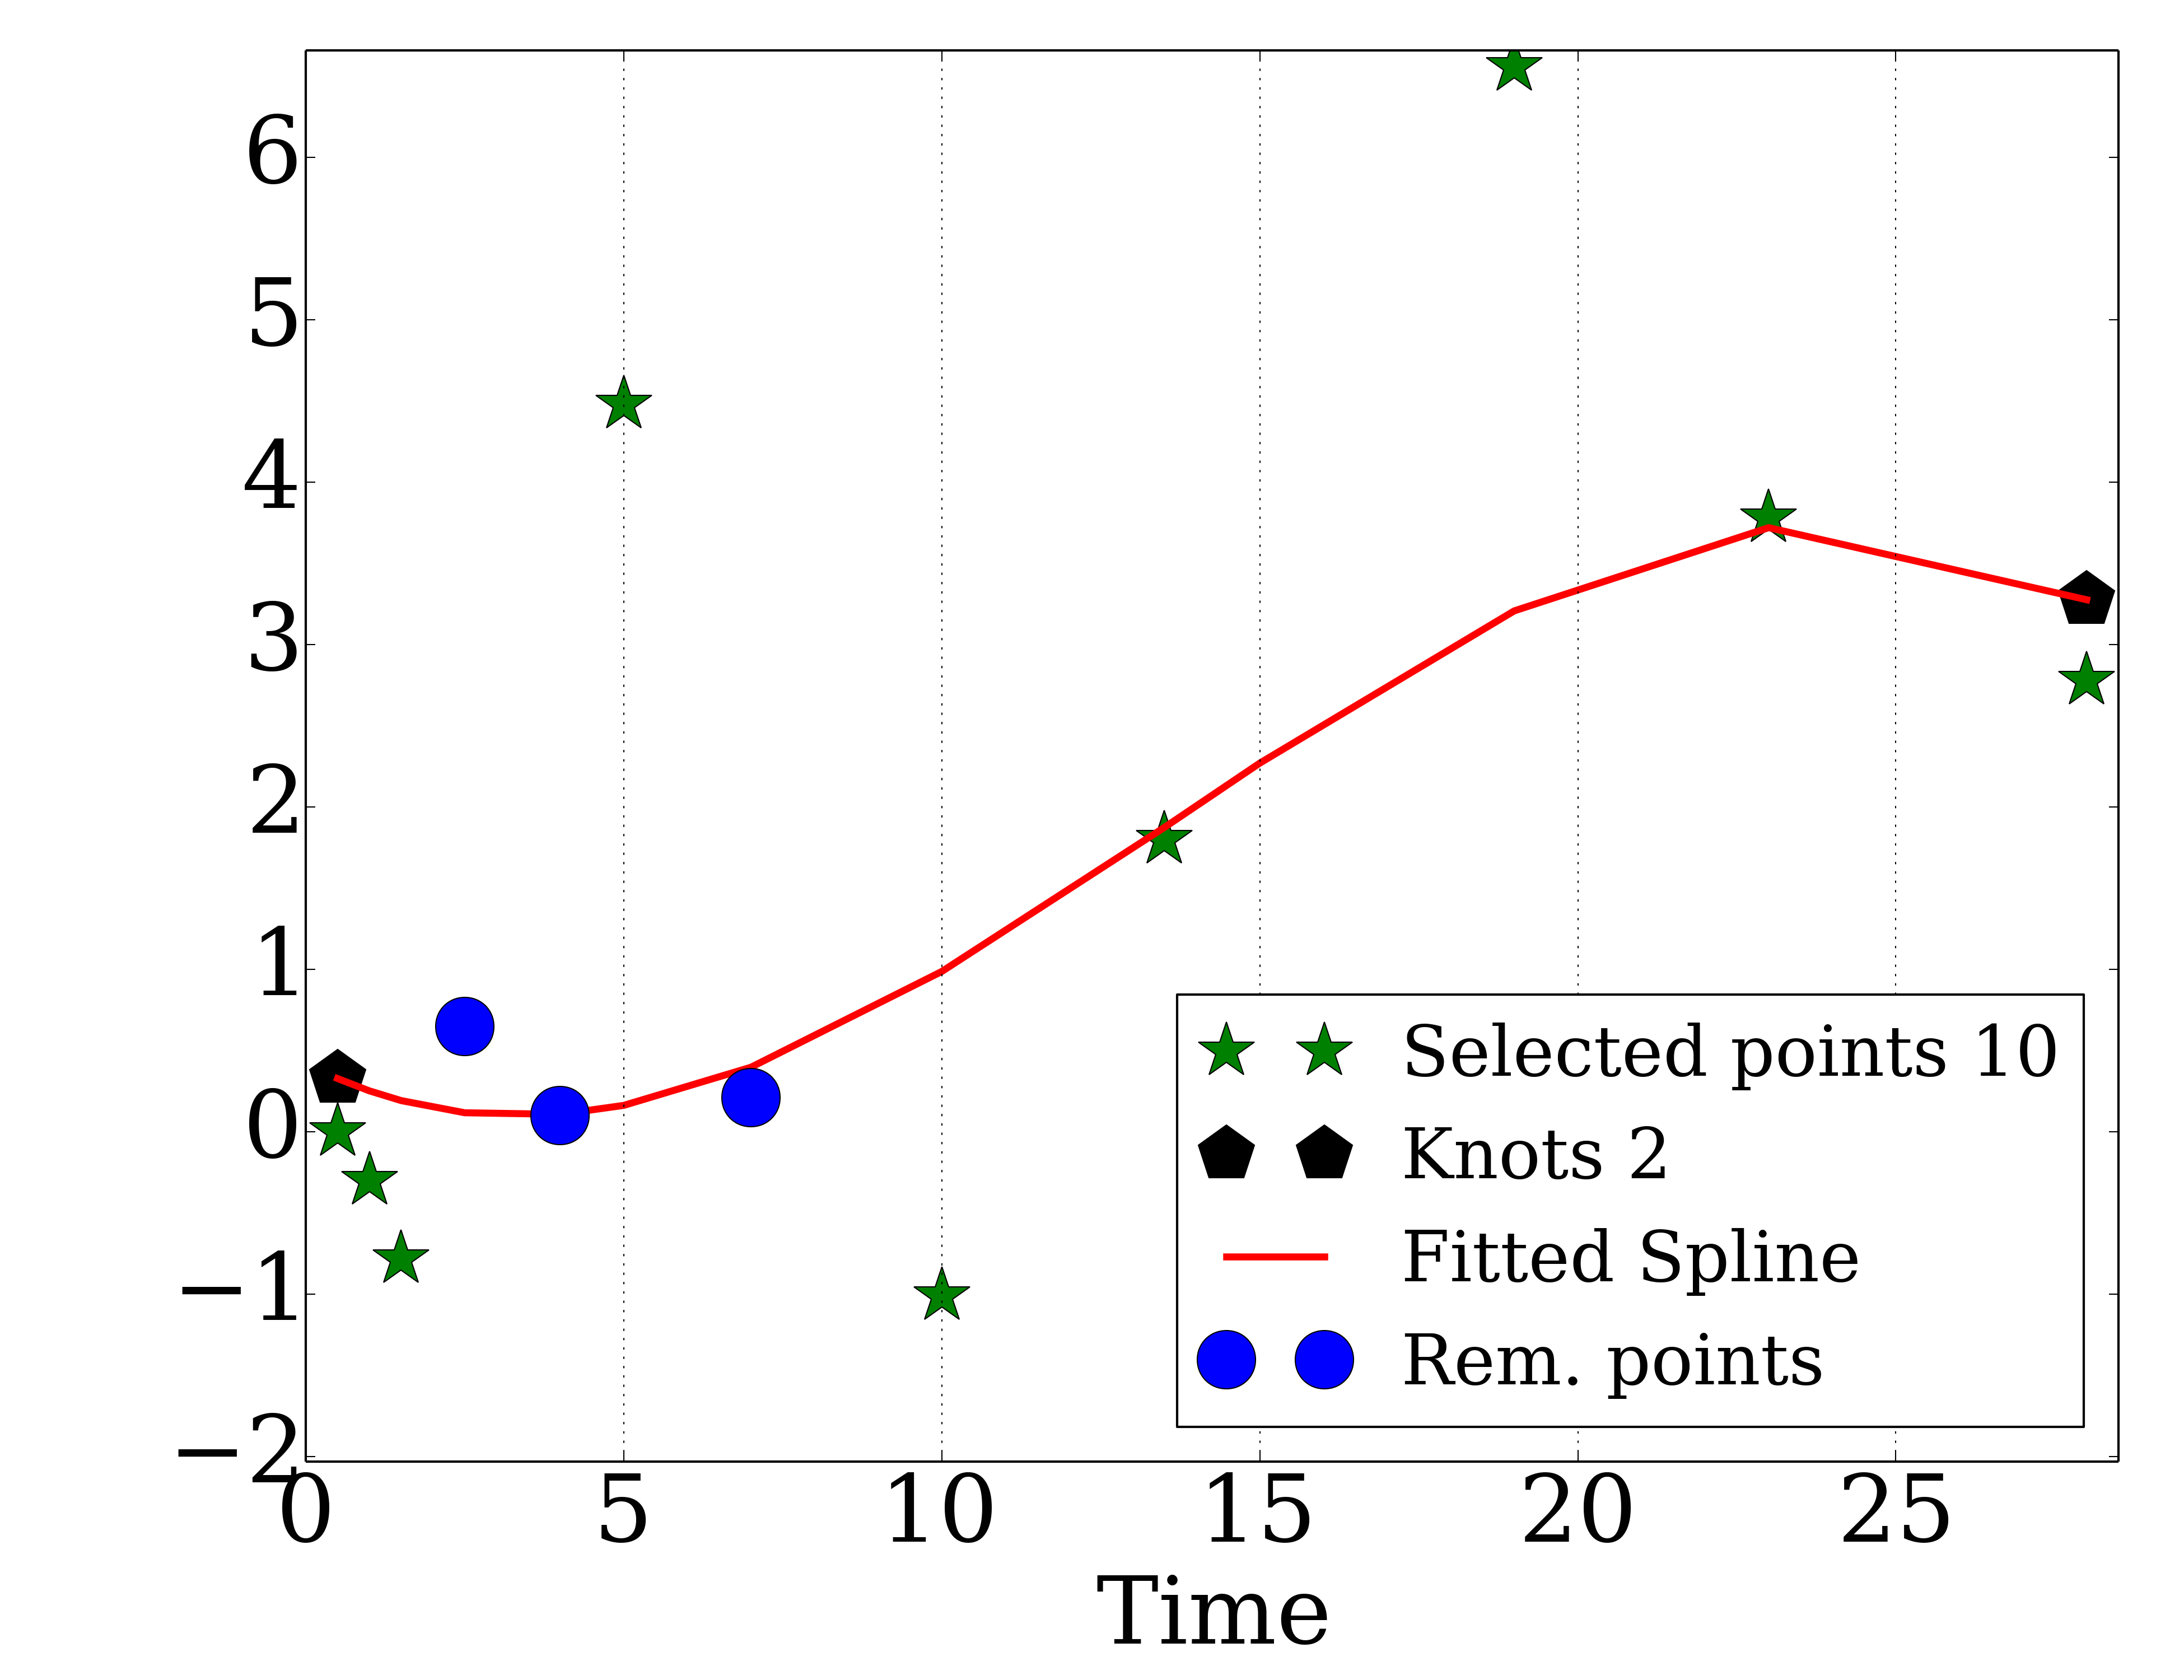 6
5
4
3
2
1
0
−1
−2
0 5 10 15 20 25
Time
Selected points 10
Knots 2
Fitted Spline
Rem. points